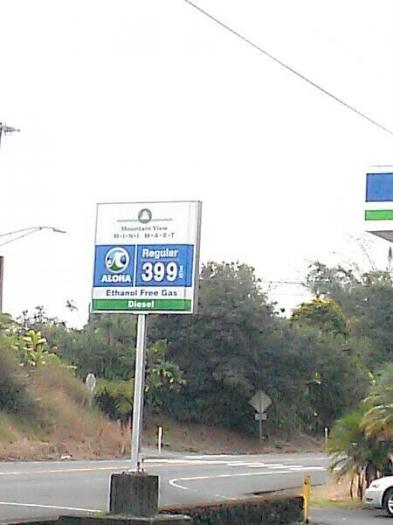 Mountain View
M·I·N·I M·A·R·T
ALOHA
Regular
399
Ethanol Free Gas
Diesel